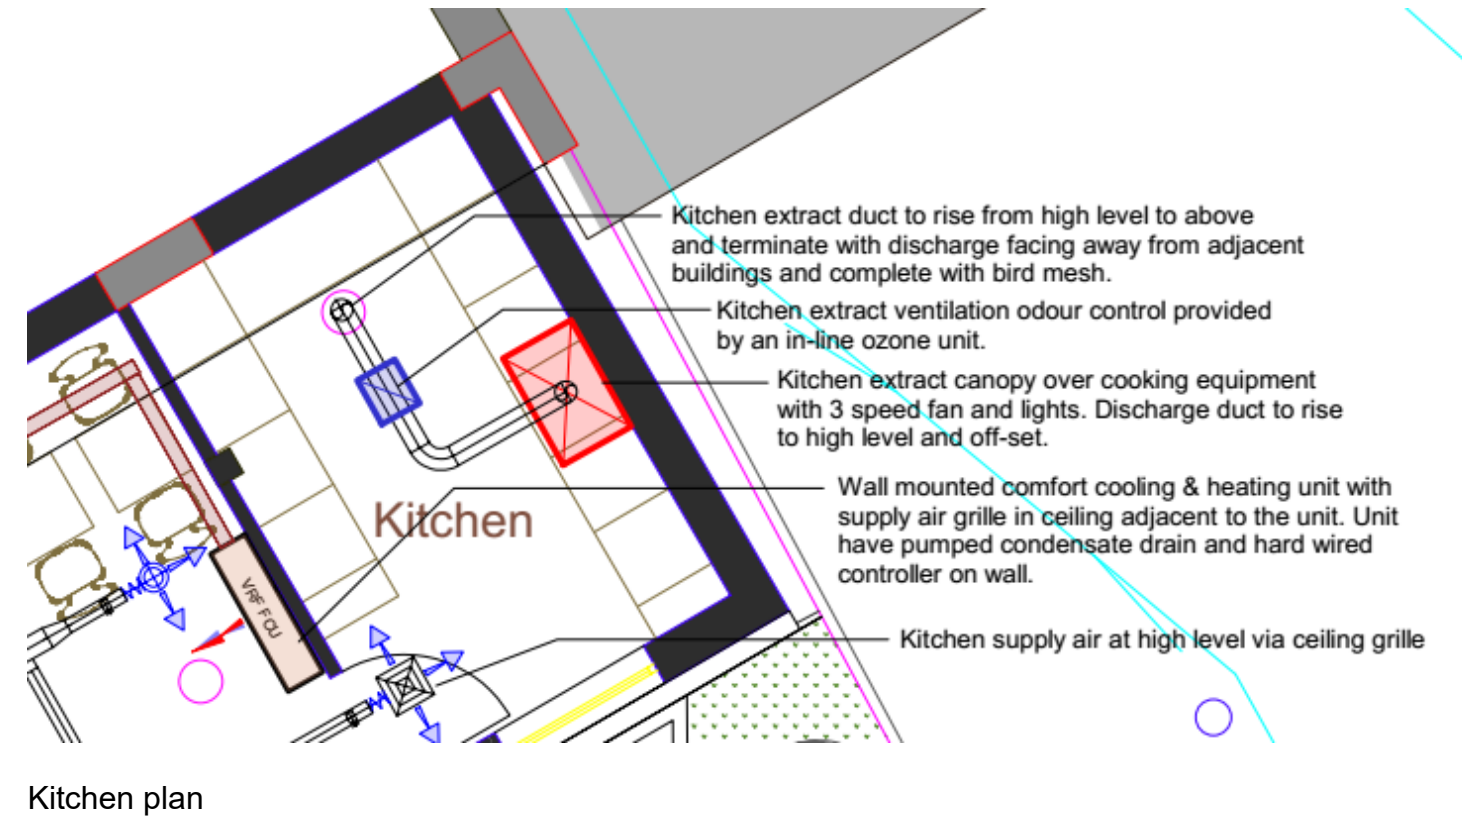 Kitchen extract duct to rise from high level to above
and terminate with discharge facing away from adjacent
buildings and complete with bird mesh.
Kitchen extract ventilation odour control provided
by an in-line ozone unit.
Kitchen extract canopy over cooking equipment
with 3 speed fan and lights. Discharge duct to rise
to high level and off-set.
Wall mounted comfort cooling & heating unit with
supply air grille in ceiling adjacent to the unit. Unit
have pumped condensate drain and hard wired
controller on wall.
Kitchen
VRF FCU
Kitchen supply air at high level via ceiling grille
Kitchen plan